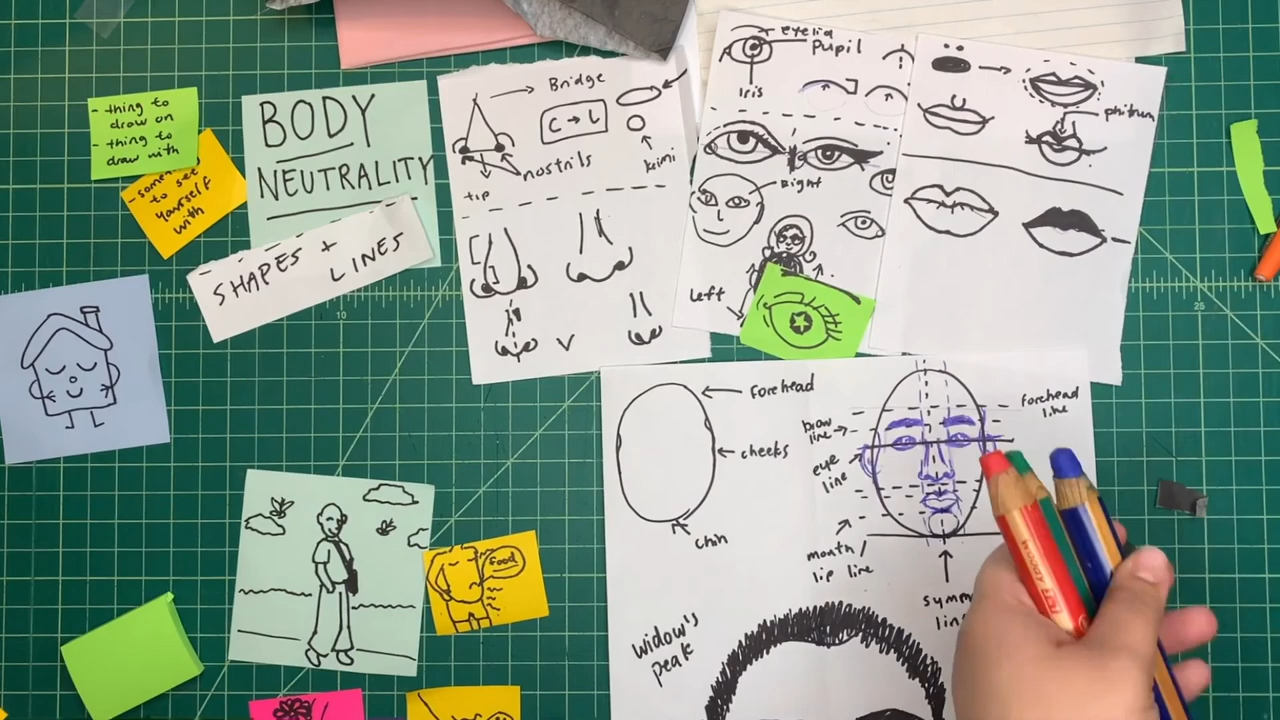 - thing to
draw on
- thing to
draw with
to see
yourself
with
BODY
NEUTRALITY
SHAPES +
LINES
Bridge
C → L
nostrils
tip
eyelid
Pupil
Iris
Right
Left
philtrum
10
25
food
Forehead
cheeks
chin
forehead
line
brow
line
eye
line
mouth/
lip line
widow's
peak